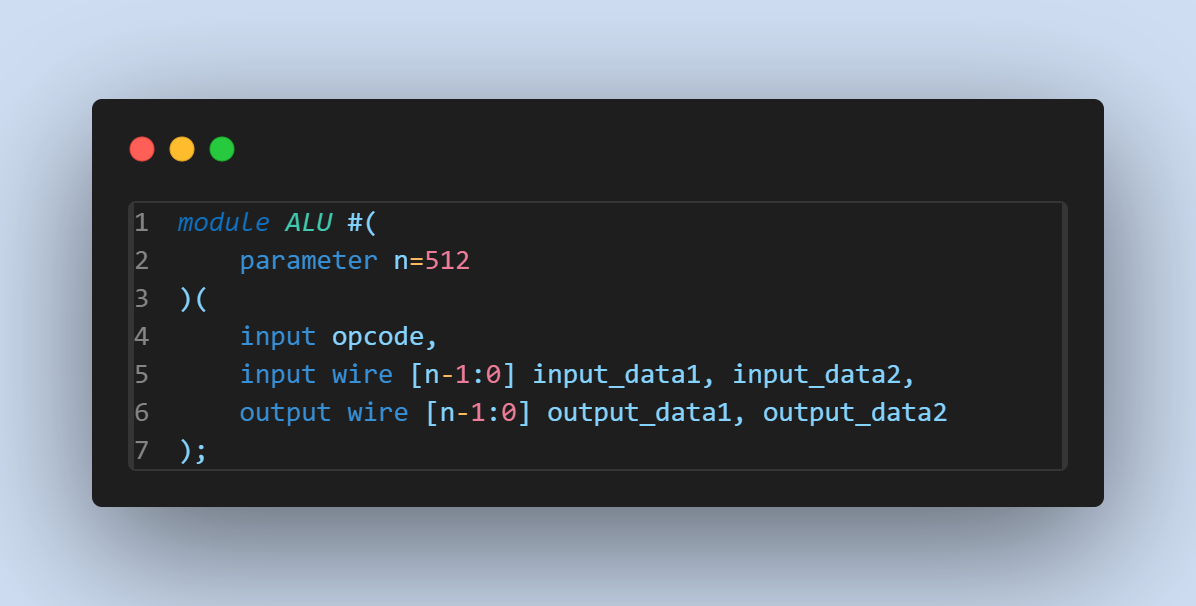 1 module ALU #(
2     parameter n=512
3 )(
4     input opcode,
5     input wire [n-1:0] input_data1, input_data2,
6     output wire [n-1:0] output_data1, output_data2
7 );